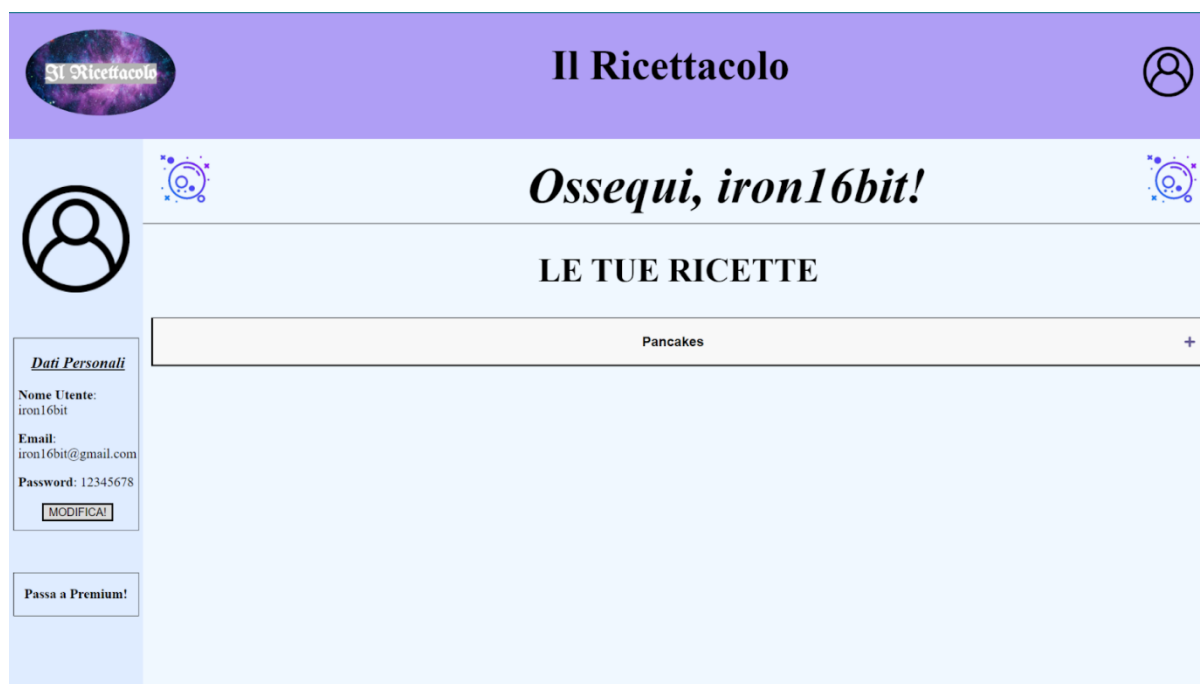 Il Ricettacolo
Il Ricettacolo
Ossequi, iron16bit!
LE TUE RICETTE
Pancakes
+
Dati Personali
Nome Utente:
iron16bit
Email:
iron16bit@gmail.com
Password: 12345678
MODIFICA!
Passa a Premium!